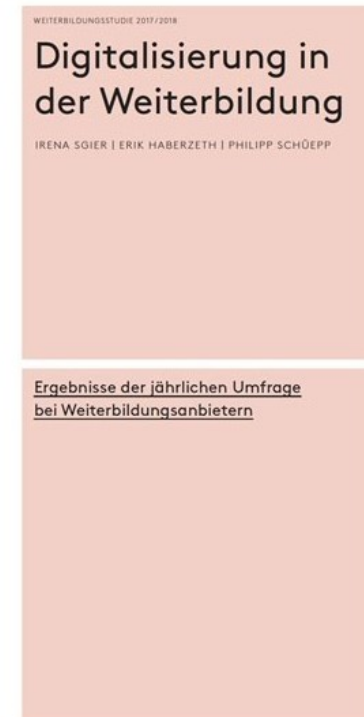 WEITERBILDUNGSSTUDIE 2017/2018
Digitalisierung in
der Weiterbildung
IRENA SGIER | ERIK HABERZETH | PHILIPP SCHÜEPP
Ergebnisse der jährlichen Umfrage
bei Weiterbildungsanbietern